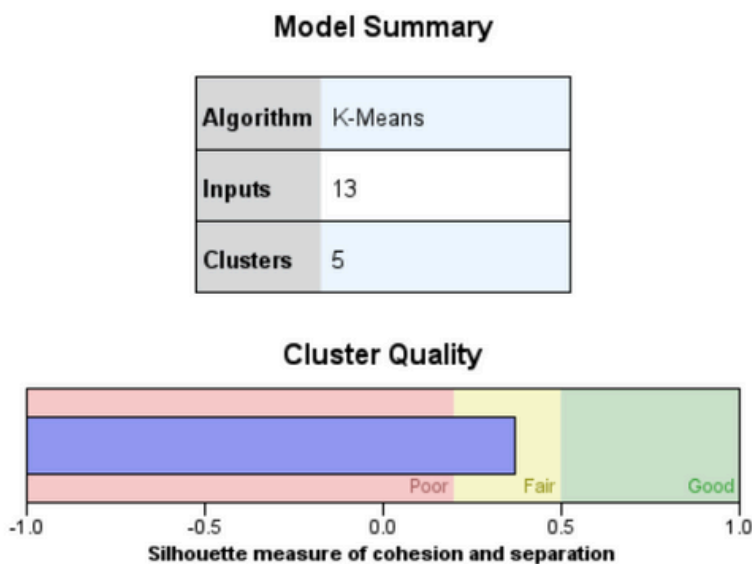 Model Summary
Algorithm K-Means
Inputs 13
Clusters 5
Cluster Quality
Poor Fair Good
-1.0 -0.5 0.0 0.5 1.0
Silhouette measure of cohesion and separation